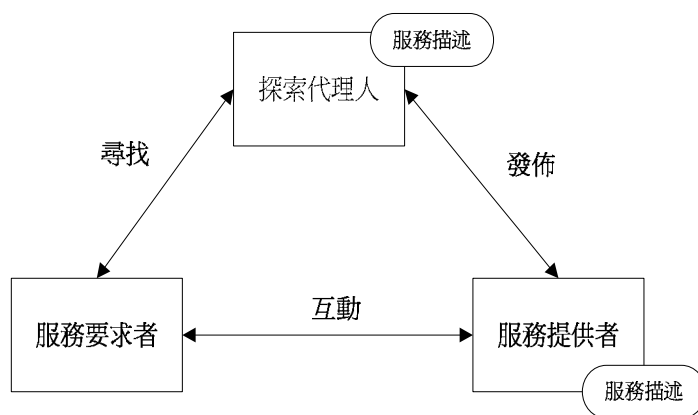 服務描述
探索代理人
尋找
發佈
互動
服務要求者
服務提供者
服務描述